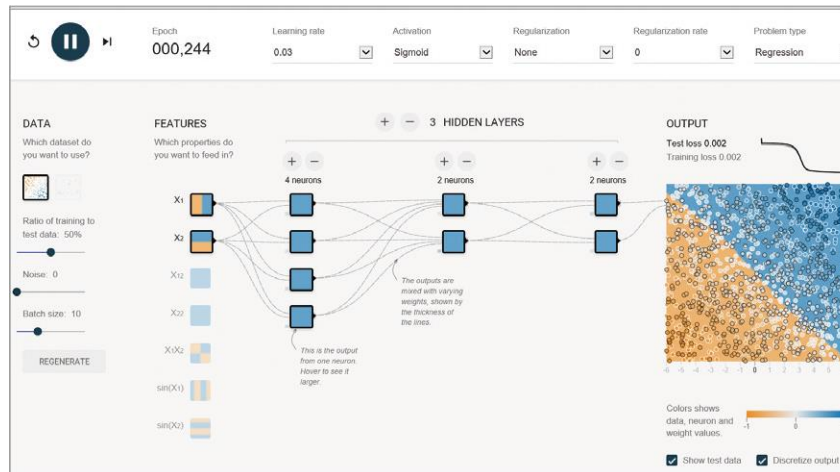 Epoch
000,244
Learning rate
0.03
Activation
Sigmoid
Regularization
None
Regularization rate
0
Problem type
Regression
DATA
Which dataset do
you want to use?
Ratio of training to
test data: 50%
Noise: 0
Batch size: 10
REGENERATE
FEATURES
Which properties do
you want to feed in?
X1
X2
X12
X22
X1X2
sin(X1)
sin(X2)
+ − 3 HIDDEN LAYERS
+ −
4 neurons
+ −
2 neurons
+ −
2 neurons
This is the output
from one neuron.
Hover to see it
larger.
The outputs are
mixed with varying
weights, shown by
the thickness of
the lines.
OUTPUT
Test loss 0.002
Training loss 0.002
-6 -5 -4 -3 -2 -1 0 1 2 3 4 5
Colors shows
data, neuron and
weight values.
-1 0
Show test data
Discretize output